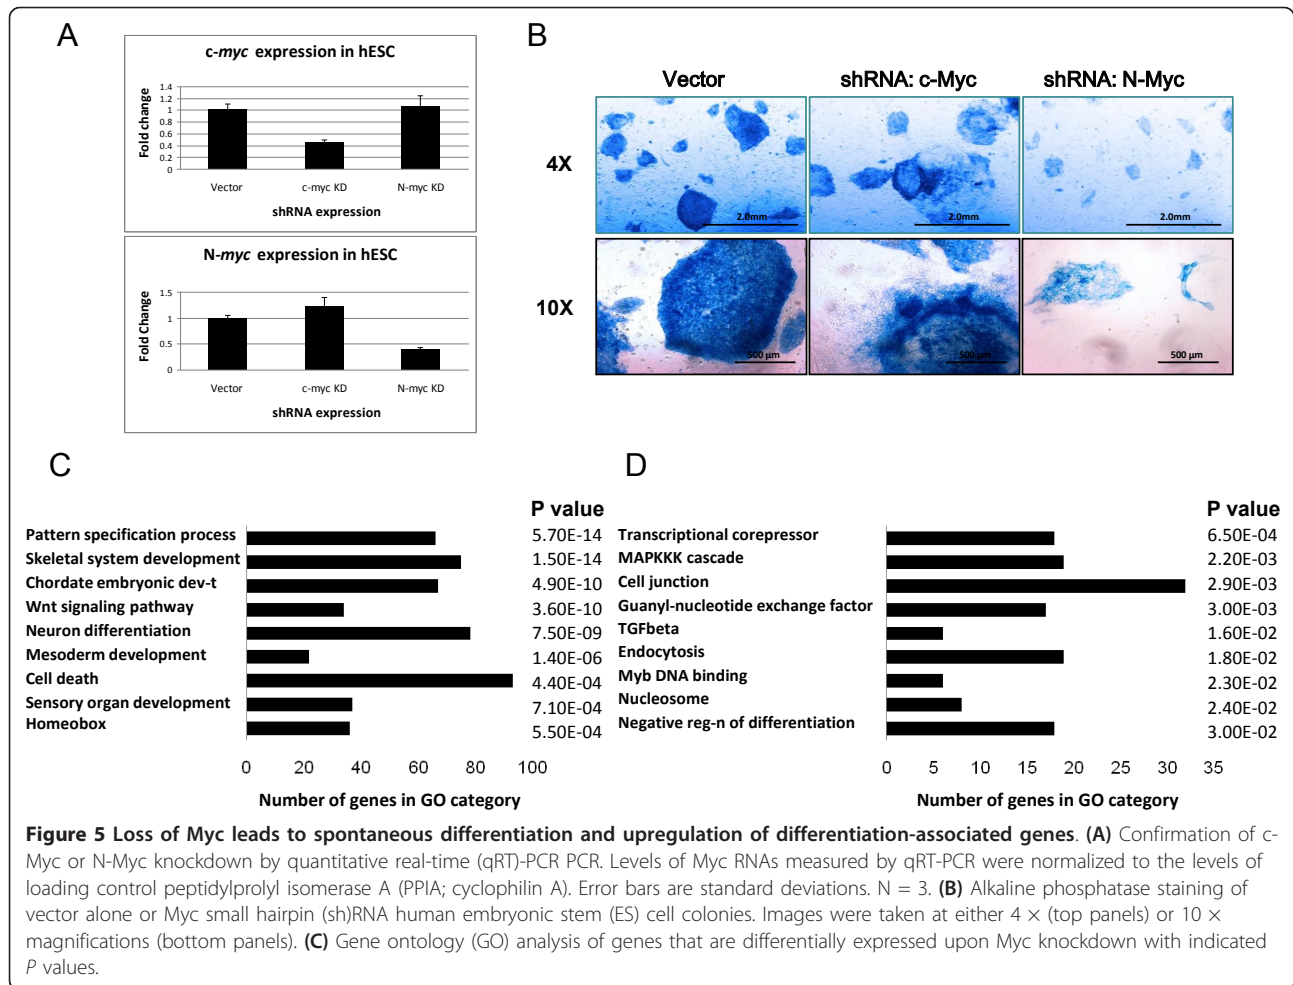 A
c-myc expression in hESC
Fold change
1.4
1.2
1
0.8
0.6
0.4
0.2
0
Vector c-myc KD N-myc KD
shRNA expression
N-myc expression in hESC
Fold Change
1.5
1
0.5
0
Vector c-myc KD N-myc KD
shRNA expression
B
Vector shRNA: c-Myc shRNA: N-Myc
4X
2.0mm 2.0mm 2.0mm
10X
500 µm 500 µm 500 µm
C
P value
Pattern specification process 5.70E-14
Skeletal system development 1.50E-14
Chordate embryonic dev-t 4.90E-10
Wnt signaling pathway 3.60E-10
Neuron differentiation 7.50E-09
Mesoderm development 1.40E-06
Cell death 4.40E-04
Sensory organ development 7.10E-04
Homeobox 5.50E-04
0 20 40 60 80 100
Number of genes in GO category
D
P value
Transcriptional corepressor 6.50E-04
MAPKKK cascade 2.20E-03
Cell junction 2.90E-03
Guanyl-nucleotide exchange factor 3.00E-03
TGFbeta 1.60E-02
Endocytosis 1.80E-02
Myb DNA binding 2.30E-02
Nucleosome 2.40E-02
Negative reg-n of differentiation 3.00E-02
0 5 10 15 20 25 30 35
Number of genes in GO category
Figure 5 Loss of Myc leads to spontaneous differentiation and upregulation of differentiation-associated genes. (A) Confirmation of c-
Myc or N-Myc knockdown by quantitative real-time (qRT)-PCR PCR. Levels of Myc RNAs measured by qRT-PCR were normalized to the levels of
loading control peptidylprolyl isomerase A (PPIA; cyclophilin A). Error bars are standard deviations. N = 3. (B) Alkaline phosphatase staining of
vector alone or Myc small hairpin (sh)RNA human embryonic stem (ES) cell colonies. Images were taken at either 4 × (top panels) or 10 ×
magnifications (bottom panels). (C) Gene ontology (GO) analysis of genes that are differentially expressed upon Myc knockdown with indicated
P values.